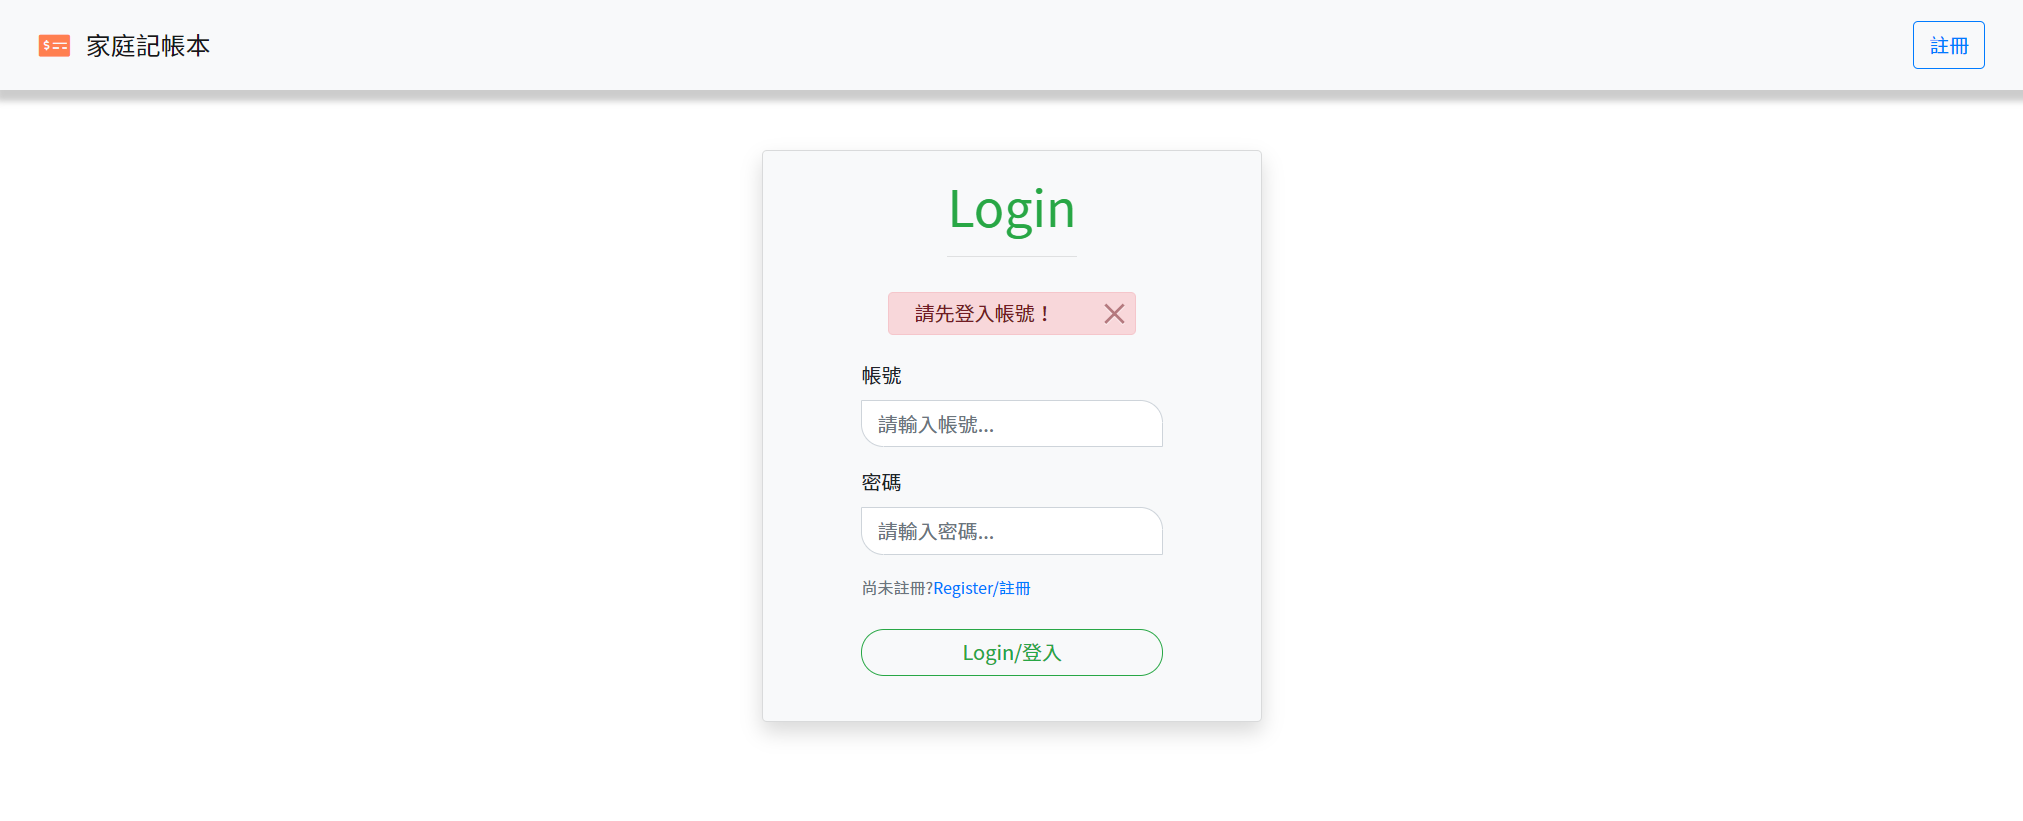 家庭記帳本
註冊
Login
請先登入帳號！
帳號
請輸入帳號...
密碼
請輸入密碼...
尚未註冊?Register/註冊
Login/登入